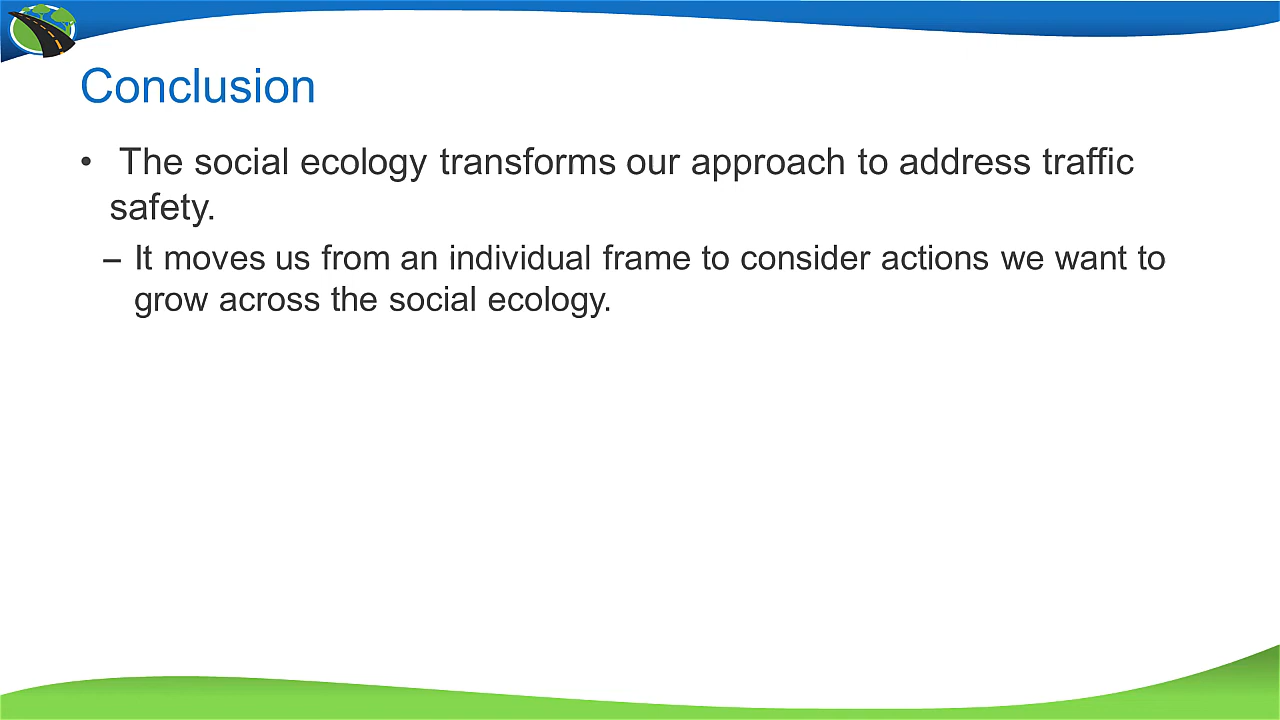 Conclusion
• The social ecology transforms our approach to address traffic
safety.
– It moves us from an individual frame to consider actions we want to
grow across the social ecology.